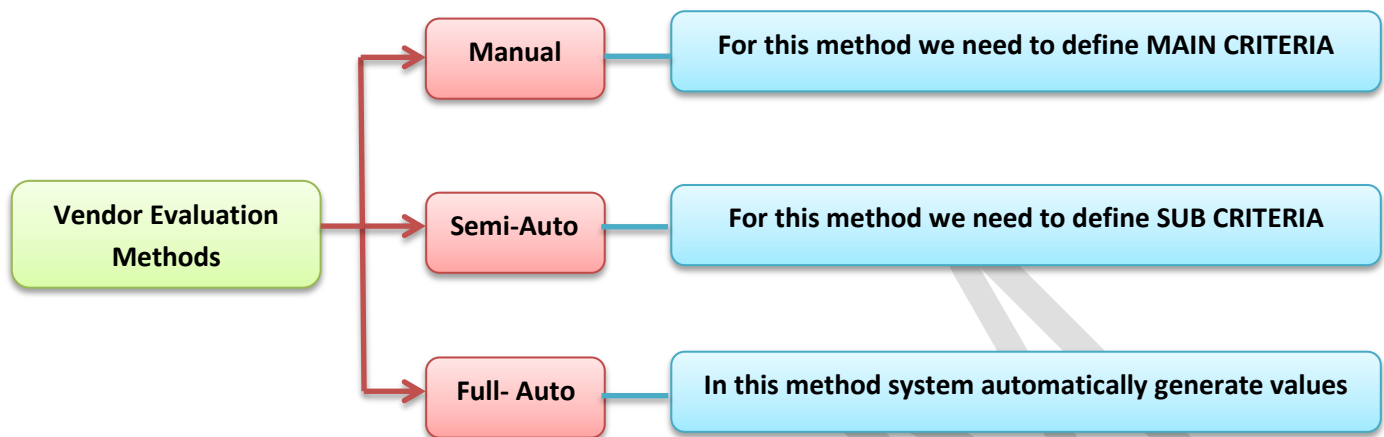 Manual
For this method we need to define MAIN CRITERIA
Vendor Evaluation
Methods
Semi-Auto
For this method we need to define SUB CRITERIA
Full- Auto
In this method system automatically generate values